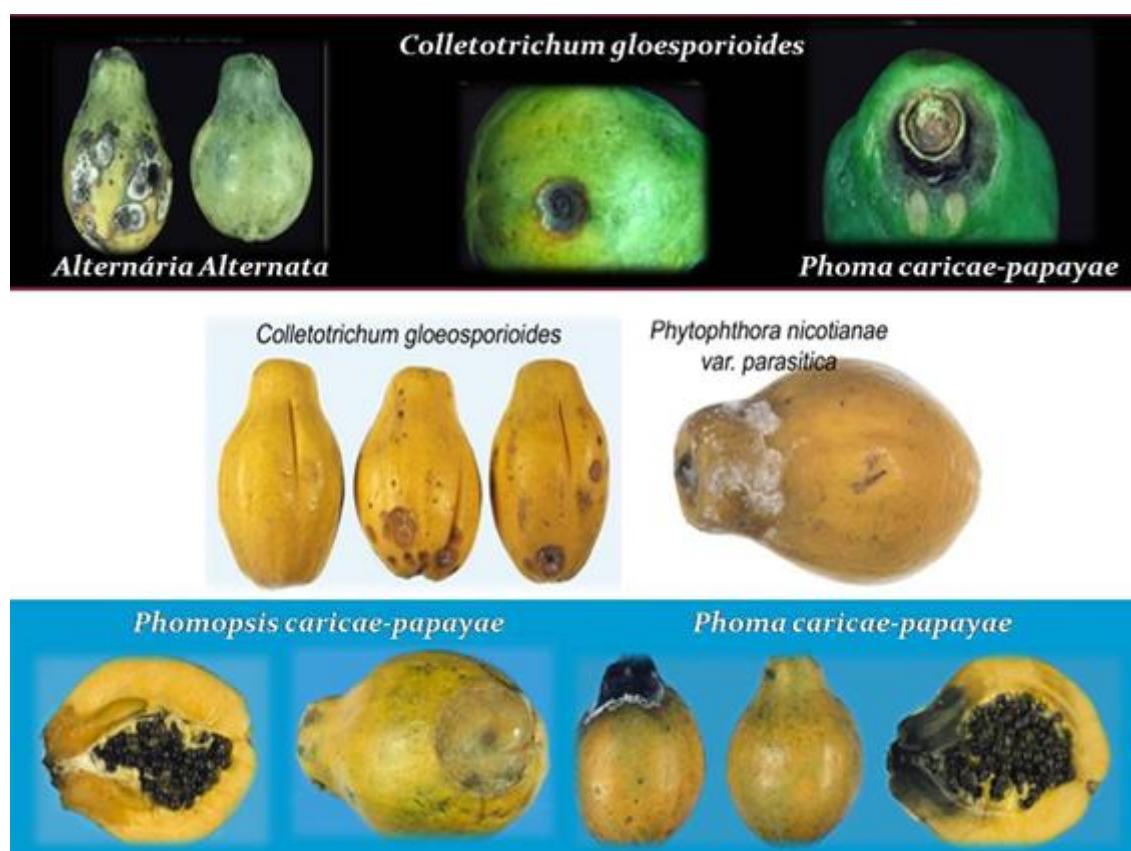 Colletotrichum gloesporioides
Alternária Alternata
Phoma caricae-papayae
Colletotrichum gloeosporioides
Phytophthora nicotianae
var. parasitica
Phomopsis caricae-papayae
Phoma caricae-papayae